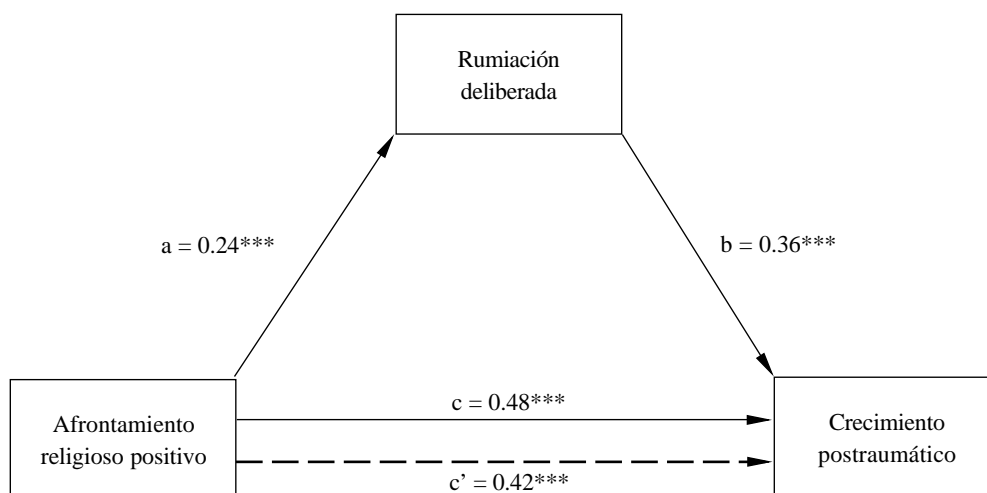 Rumiación
deliberada
a = 0.24***
b = 0.36***
c = 0.48***
Afrontamiento
religioso positivo
Crecimiento
postraumático
c’ = 0.42***